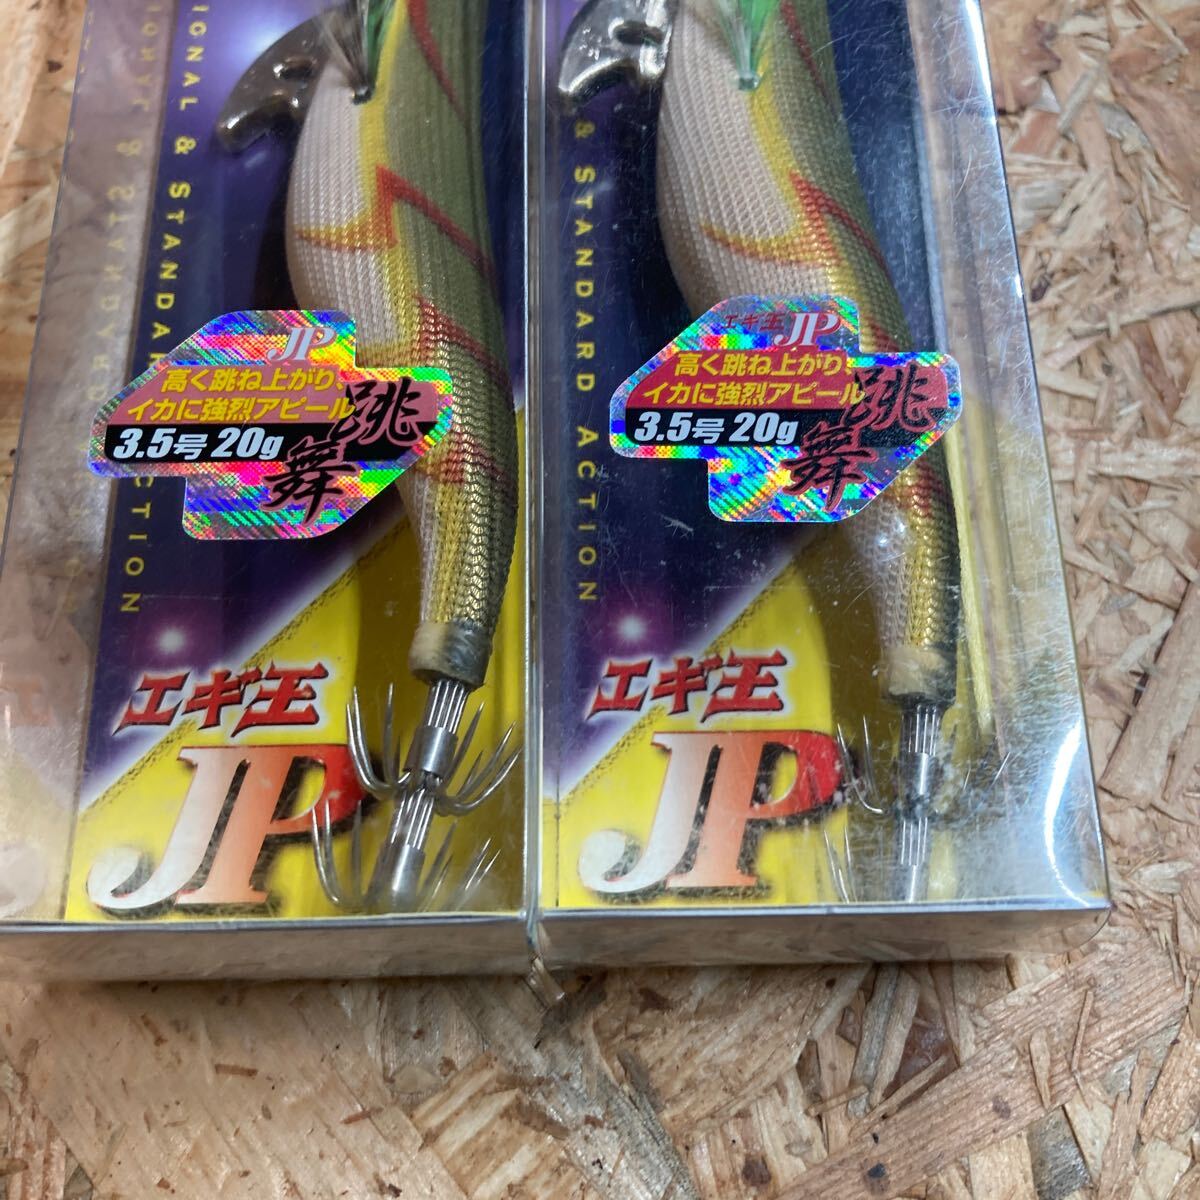 IGNAL & STANDARD ACTION
JP
高く跳ね上がり、
イカに強烈アピール
3.5号 20g
跳舞
エギ王
JP
& STANDARD ACTION
エギ王 JP
高く跳ね上がり、
イカに強烈アピール
3.5号 20g
跳舞
エギ王
JP